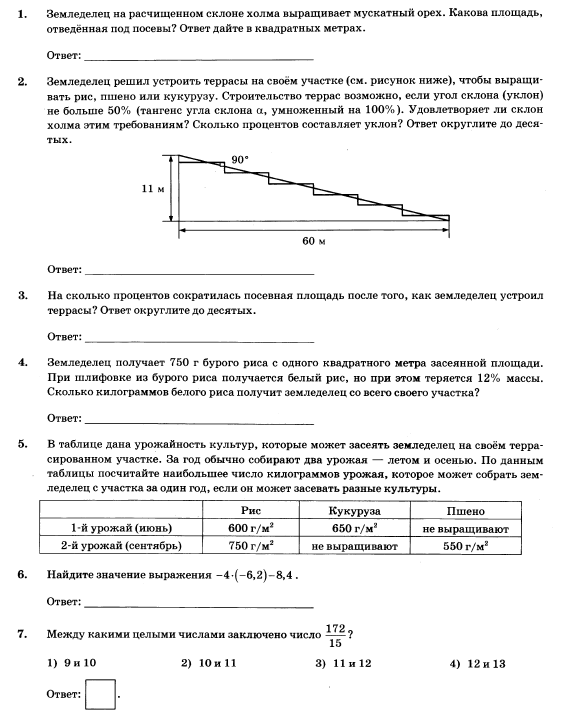 1. Земледелец на расчищенном склоне холма выращивает мускатный орех. Какова площадь,
отведённая под посевы? Ответ дайте в квадратных метрах.
Ответ: ____________________
2. Земледелец решил устроить террасы на своём участке (см. рисунок ниже), чтобы выращи-
вать рис, пшено или кукурузу. Строительство террас возможно, если угол склона (уклон)
не больше 50% (тангенс угла склона α, умноженный на 100%). Удовлетворяет ли склон
холма этим требованиям? Сколько процентов составляет уклон? Ответ округлите до деся-
тых.
90°
11 м
60 м
Ответ: ____________________
3. На сколько процентов сократилась посевная площадь после того, как земледелец устроил
террасы? Ответ округлите до десятых.
Ответ: ____________________
4. Земледелец получает 750 г бурого риса с одного квадратного метра засеянной площади.
При шлифовке из бурого риса получается белый рис, но при этом теряется 12% массы.
Сколько килограммов белого риса получит земледелец со всего своего участка?
Ответ: ____________________
5. В таблице дана урожайность культур, которые может засеять земледелец на своём терра-
сированном участке. За год обычно собирают два урожая — летом и осенью. По данным
таблицы посчитайте наибольшее число килограммов урожая, которое может собрать зем-
леделец с участка за один год, если он может засевать разные культуры.
Рис Кукуруза Пшено
1-й урожай (июнь) 600 г/м² 650 г/м² не выращивают
2-й урожай (сентябрь) 750 г/м² не выращивают 550 г/м²
6. Найдите значение выражения −4·(−6,2)−8,4 .
Ответ: ____________________
7. Между какими целыми числами заключено число 172/15?
1) 9 и 10 2) 10 и 11 3) 11 и 12 4) 12 и 13
Ответ: .